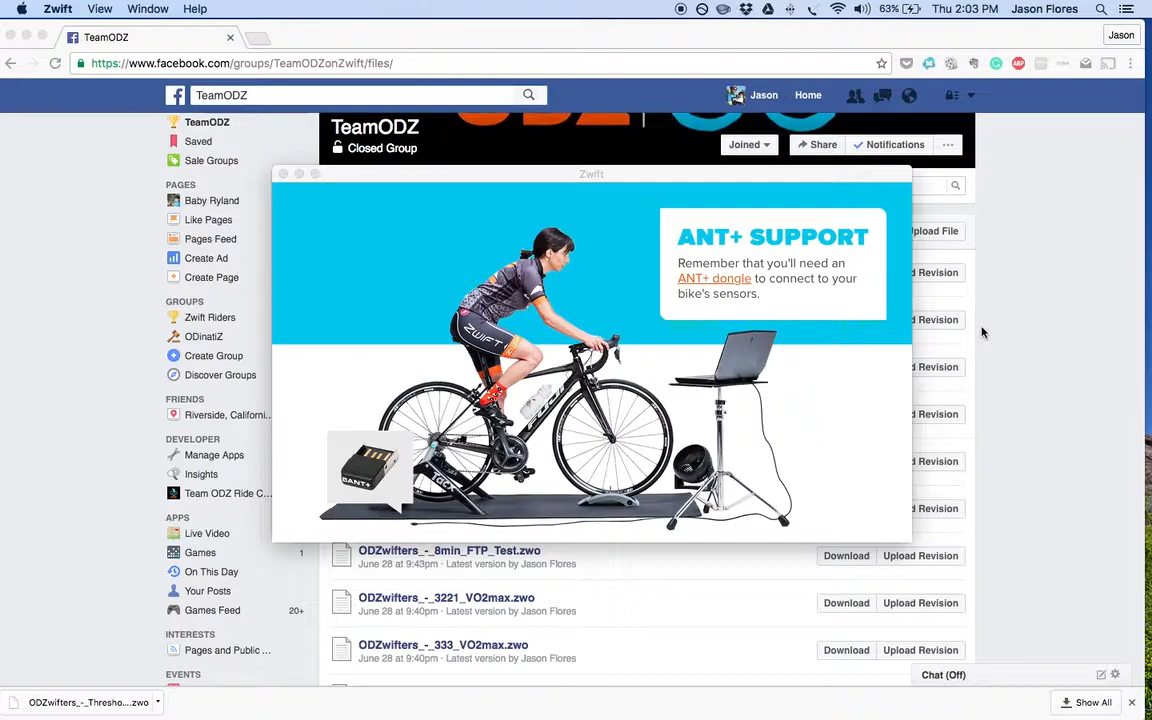 Zwift View Window Help
63% Thu 2:03 PM Jason Flores
TeamODZ
Jason
https://www.facebook.com/groups/TeamODZonZwift/files/
TeamODZ
Jason Home
TeamODZ
Saved
Sale Groups
PAGES
Baby Ryland
Like Pages
Pages Feed
Create Ad
Create Page
GROUPS
Zwift Riders
ODinatiZ
Create Group
Discover Groups
FRIENDS
Riverside, Californi...
DEVELOPER
Manage Apps
Insights
Team ODZ Ride C...
APPS
Live Video
Games 1
On This Day
Your Posts
Games Feed 20+
INTERESTS
Pages and Public ...
EVENTS
TeamODZ
Closed Group
Joined Share Notifications
pload File
d Revision
d Revision
d Revision
d Revision
d Revision
d Revision
Zwift
ANT+ SUPPORT
Remember that you'll need an
ANT+ dongle to connect to your
bike's sensors.
ZWIFT
ANT+
ODZwifters_-_8min_FTP_Test.zwo
June 28 at 9:43pm · Latest version by Jason Flores
Download Upload Revision
ODZwifters_-_3221_VO2max.zwo
June 28 at 9:40pm · Latest version by Jason Flores
Download Upload Revision
ODZwifters_-_333_VO2max.zwo
June 28 at 9:40pm · Latest version by Jason Flores
Download Upload Revision
Chat (Off)
ODZwifters_-_Thresho....zwo
Show All